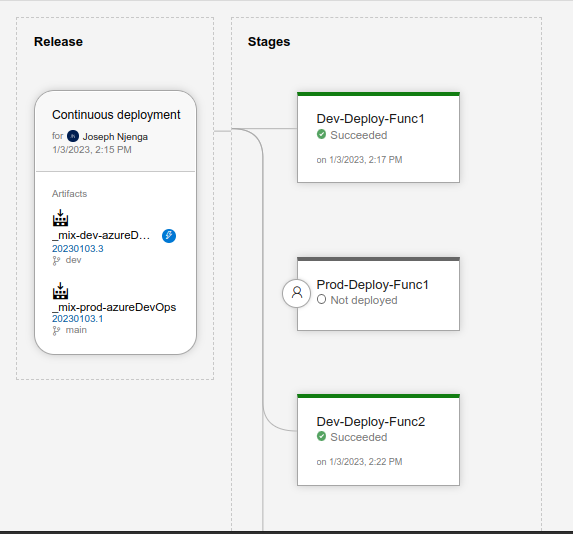 Release
Continuous deployment
for Joseph Njenga
1/3/2023, 2:15 PM
Artifacts
_mix-dev-azureD...
20230103.3
dev
_mix-prod-azureDevOps
20230103.1
main
Stages
Dev-Deploy-Func1
Succeeded
on 1/3/2023, 2:17 PM
Prod-Deploy-Func1
Not deployed
Dev-Deploy-Func2
Succeeded
on 1/3/2023, 2:22 PM